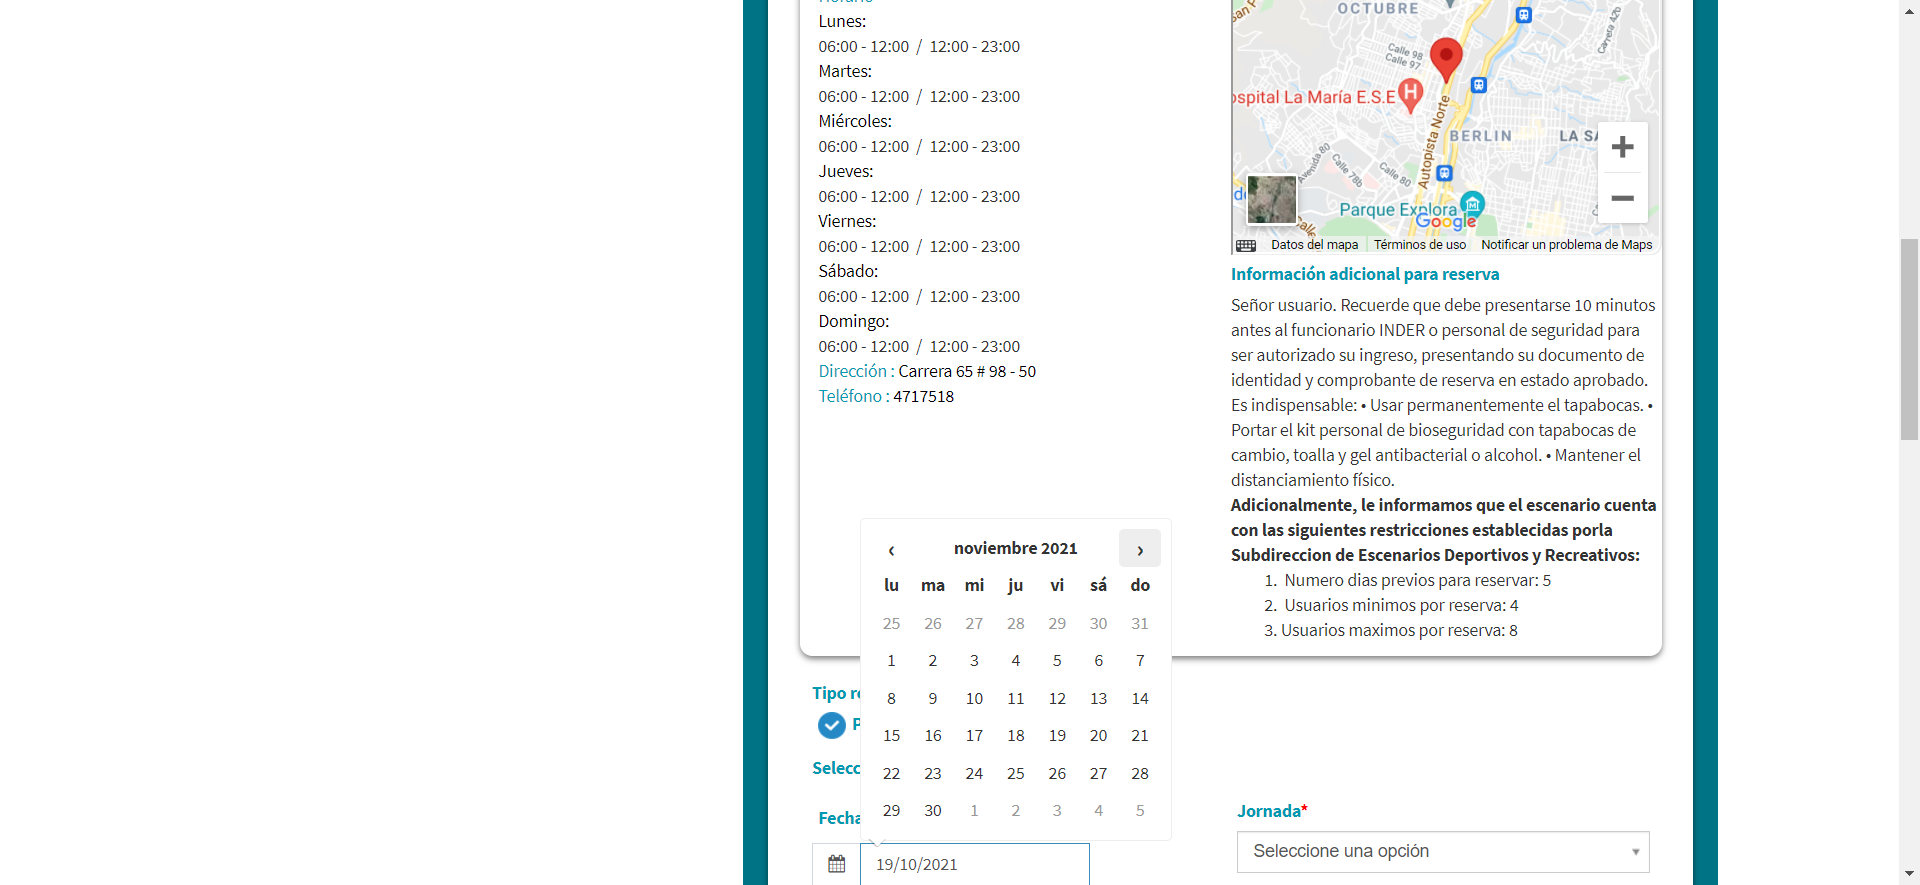 Horario
Lunes:
06:00 - 12:00 / 12:00 - 23:00
Martes:
06:00 - 12:00 / 12:00 - 23:00
Miércoles:
06:00 - 12:00 / 12:00 - 23:00
Jueves:
06:00 - 12:00 / 12:00 - 23:00
Viernes:
06:00 - 12:00 / 12:00 - 23:00
Sábado:
06:00 - 12:00 / 12:00 - 23:00
Domingo:
06:00 - 12:00 / 12:00 - 23:00
Dirección : Carrera 65 # 98 - 50
Teléfono : 4717518
OCTUBRE
Carrera 42b
Calle 98
Calle 97
ospital La María E.S.E
H
Autopista Norte
BERLIN
LA SA
Avenida 80
Calle 78b
Calle 80
Parque Explora
Google
Calle
Datos del mapa
Términos de uso
Notificar un problema de Maps
Información adicional para reserva
Señor usuario. Recuerde que debe presentarse 10 minutos
antes al funcionario INDER o personal de seguridad para
ser autorizado su ingreso, presentando su documento de
identidad y comprobante de reserva en estado aprobado.
Es indispensable: • Usar permanentemente el tapabocas. •
Portar el kit personal de bioseguridad con tapabocas de
cambio, toalla y gel antibacterial o alcohol. • Mantener el
distanciamiento físico.
Adicionalmente, le informamos que el escenario cuenta
con las siguientes restricciones establecidas porla
Subdireccion de Escenarios Deportivos y Recreativos:
1. Numero dias previos para reservar: 5
2. Usuarios minimos por reserva: 4
3. Usuarios maximos por reserva: 8
‹ noviembre 2021 ›
lu ma mi ju vi sá do
25 26 27 28 29 30 31
1 2 3 4 5 6 7
8 9 10 11 12 13 14
15 16 17 18 19 20 21
22 23 24 25 26 27 28
29 30 1 2 3 4 5
Tipo re
P
Selecc
Fecha
19/10/2021
Jornada*
Seleccione una opción